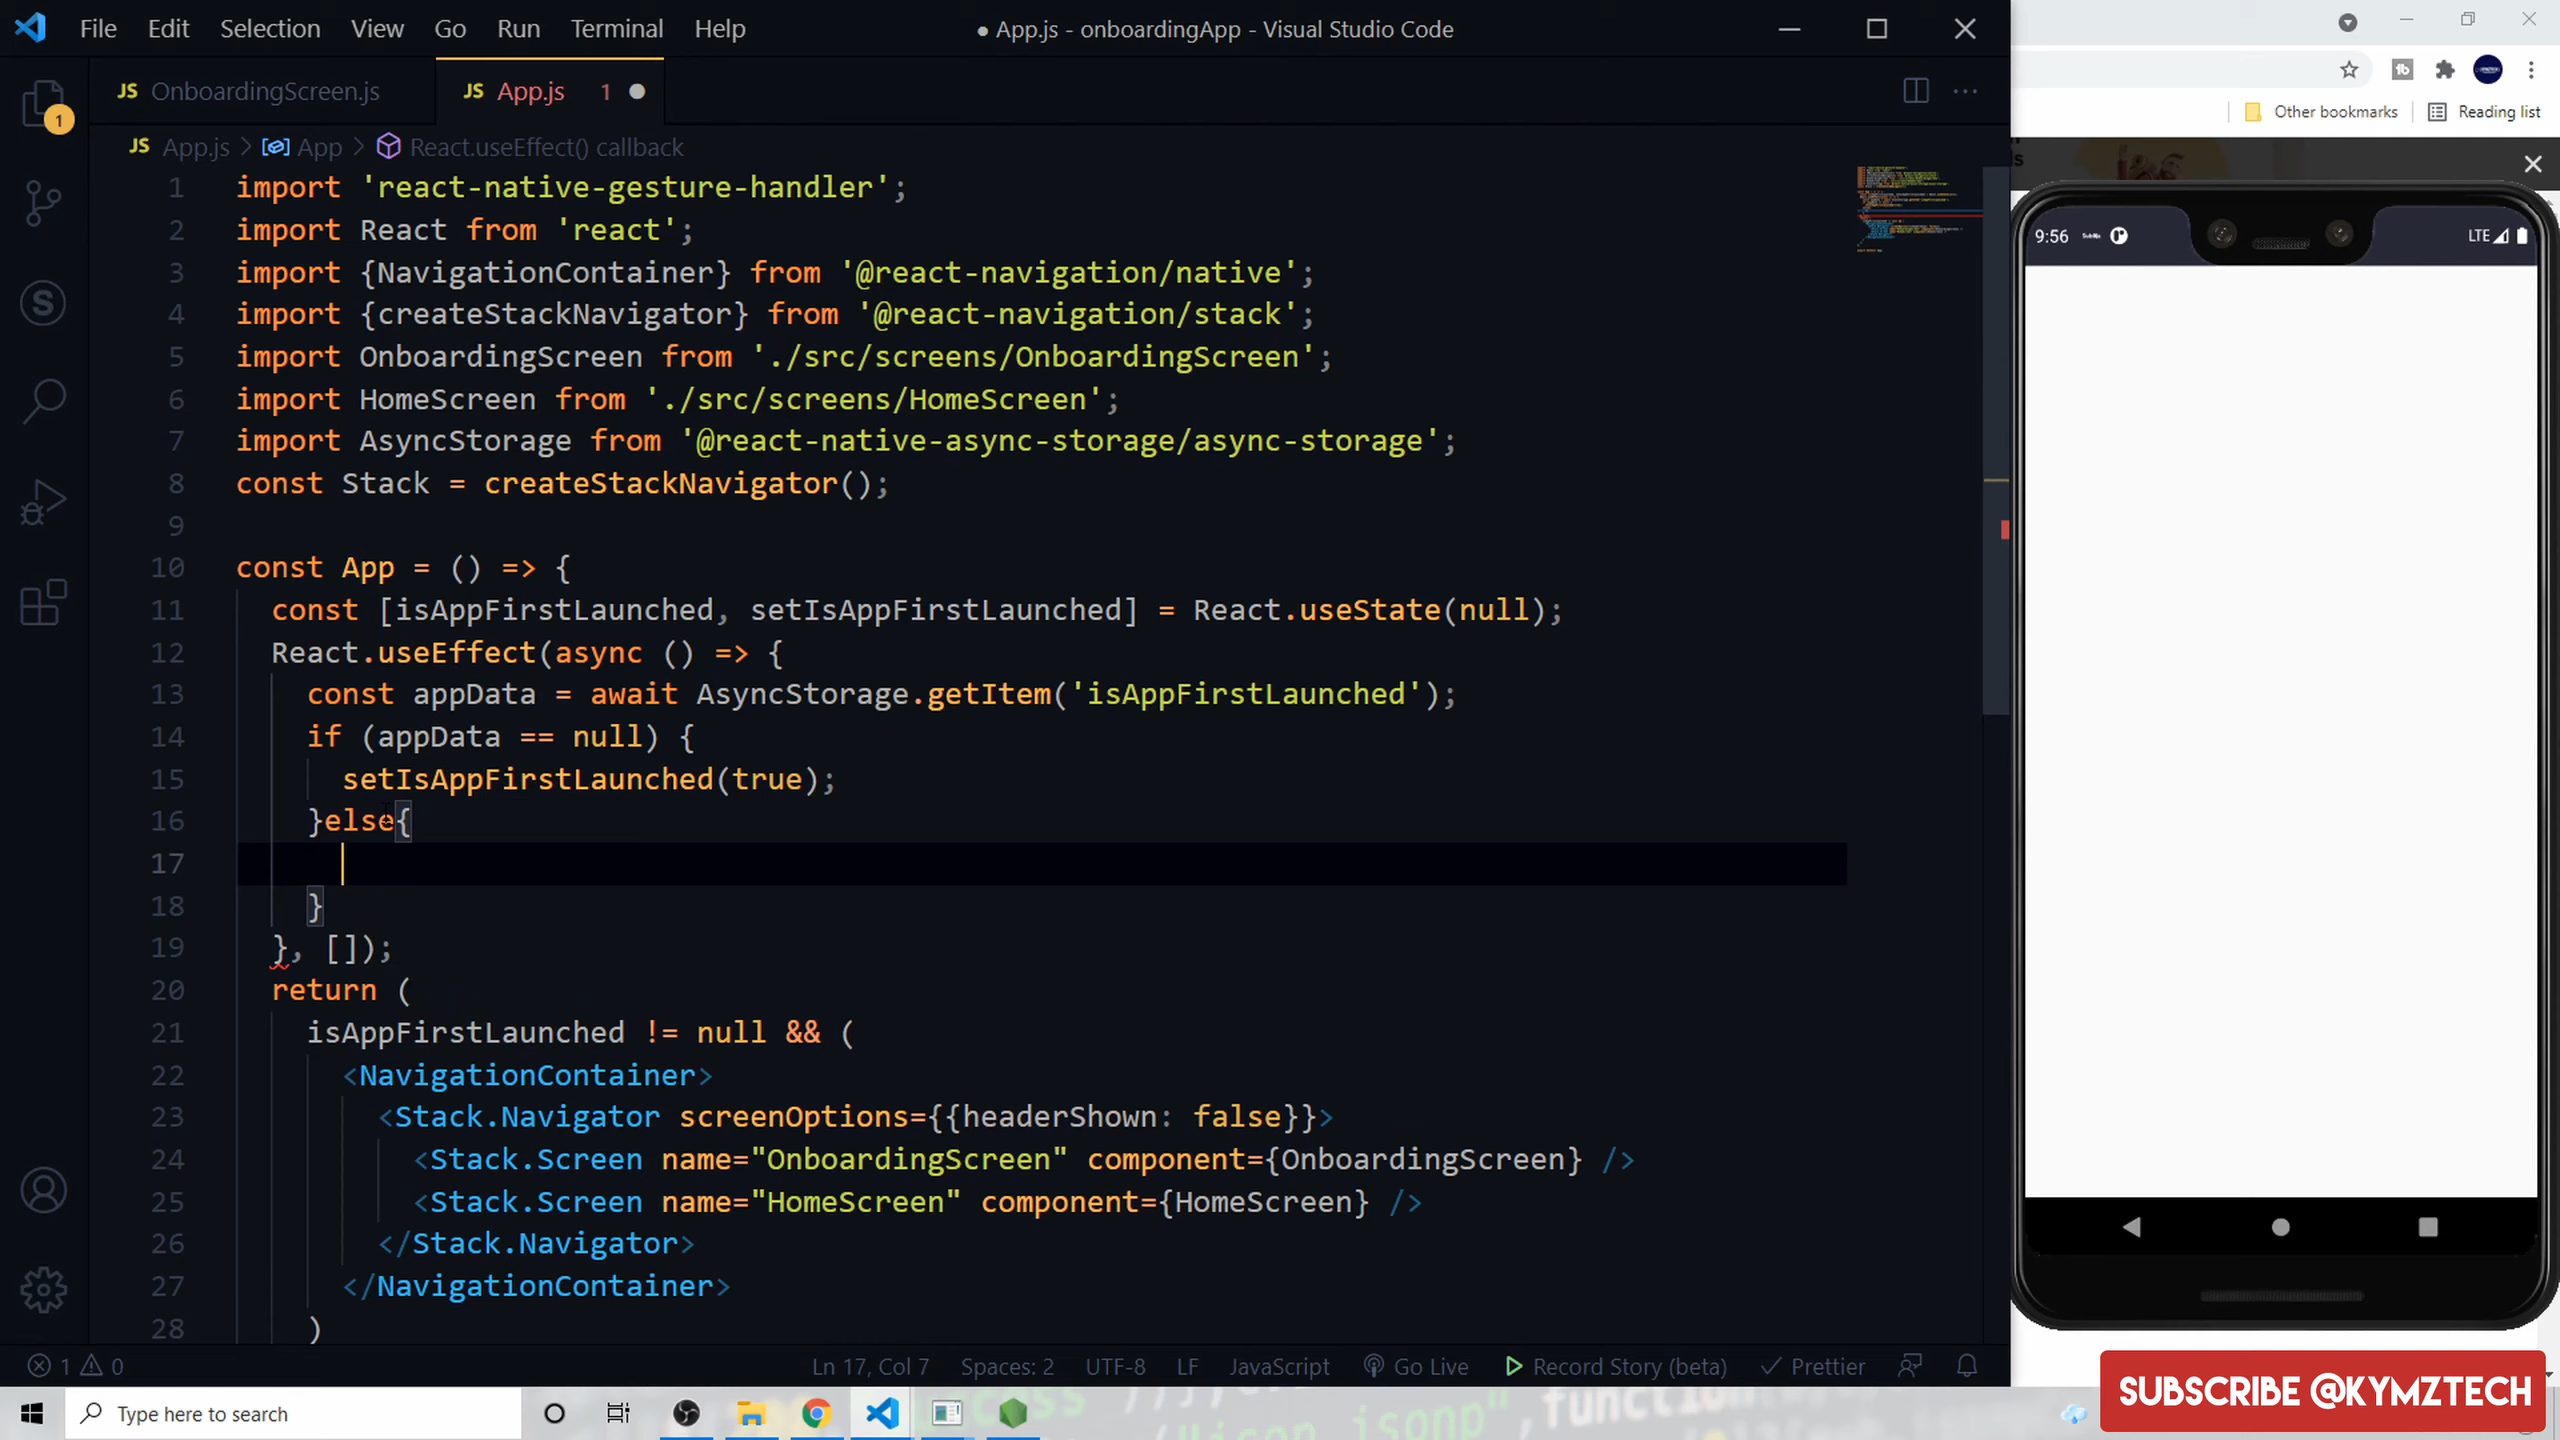 File Edit Selection View Go Run Terminal Help
● App.js - onboardingApp - Visual Studio Code
JS OnboardingScreen.js
JS App.js 1
Other bookmarks
Reading list
1
JS App.js > App > React.useEffect() callback
1 import 'react-native-gesture-handler';
2 import React from 'react';
3 import {NavigationContainer} from '@react-navigation/native';
4 import {createStackNavigator} from '@react-navigation/stack';
5 import OnboardingScreen from './src/screens/OnboardingScreen';
6 import HomeScreen from './src/screens/HomeScreen';
7 import AsyncStorage from '@react-native-async-storage/async-storage';
8 const Stack = createStackNavigator();
9
10 const App = () => {
11 const [isAppFirstLaunched, setIsAppFirstLaunched] = React.useState(null);
12 React.useEffect(async () => {
13 const appData = await AsyncStorage.getItem('isAppFirstLaunched');
14 if (appData == null) {
15 setIsAppFirstLaunched(true);
16 }else{
17
18 }
19 }, []);
20 return (
21 isAppFirstLaunched != null && (
22 <NavigationContainer>
23 <Stack.Navigator screenOptions={{headerShown: false}}>
24 <Stack.Screen name="OnboardingScreen" component={OnboardingScreen} />
25 <Stack.Screen name="HomeScreen" component={HomeScreen} />
26 </Stack.Navigator>
27 </NavigationContainer>
28 )
9:56
LTE
1 0
Ln 17, Col 7 Spaces: 2 UTF-8 LF JavaScript Go Live Record Story (beta) Prettier
SUBSCRIBE @KYMZTECH
Type here to search